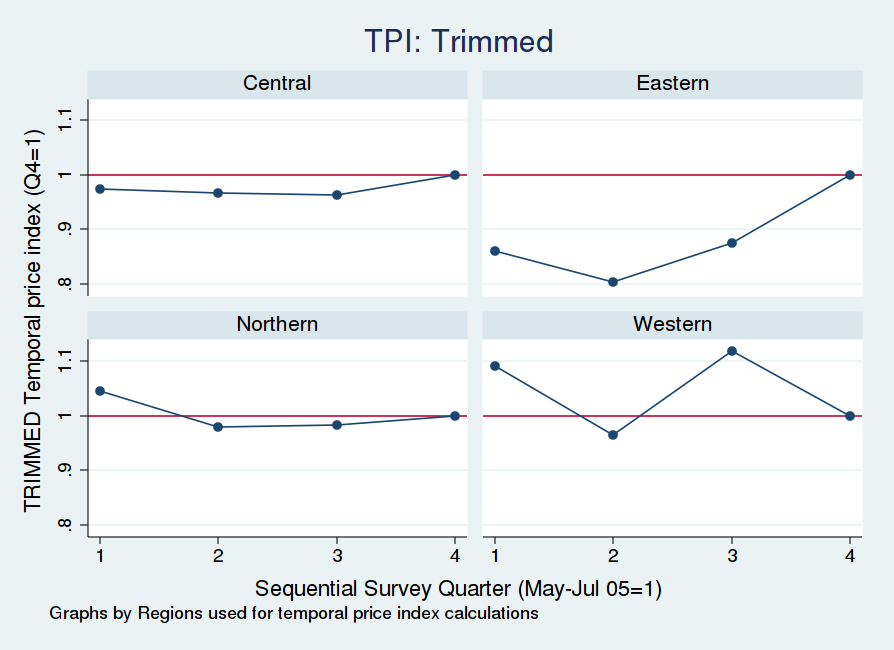 TPI: Trimmed
Central
Eastern
TRIMMED Temporal price index (Q4=1)
1.1
1
.9
.8
Northern
Western
1.1
1
.9
.8
1 2 3 4
1 2 3 4
Sequential Survey Quarter (May-Jul 05=1)
Graphs by Regions used for temporal price index calculations